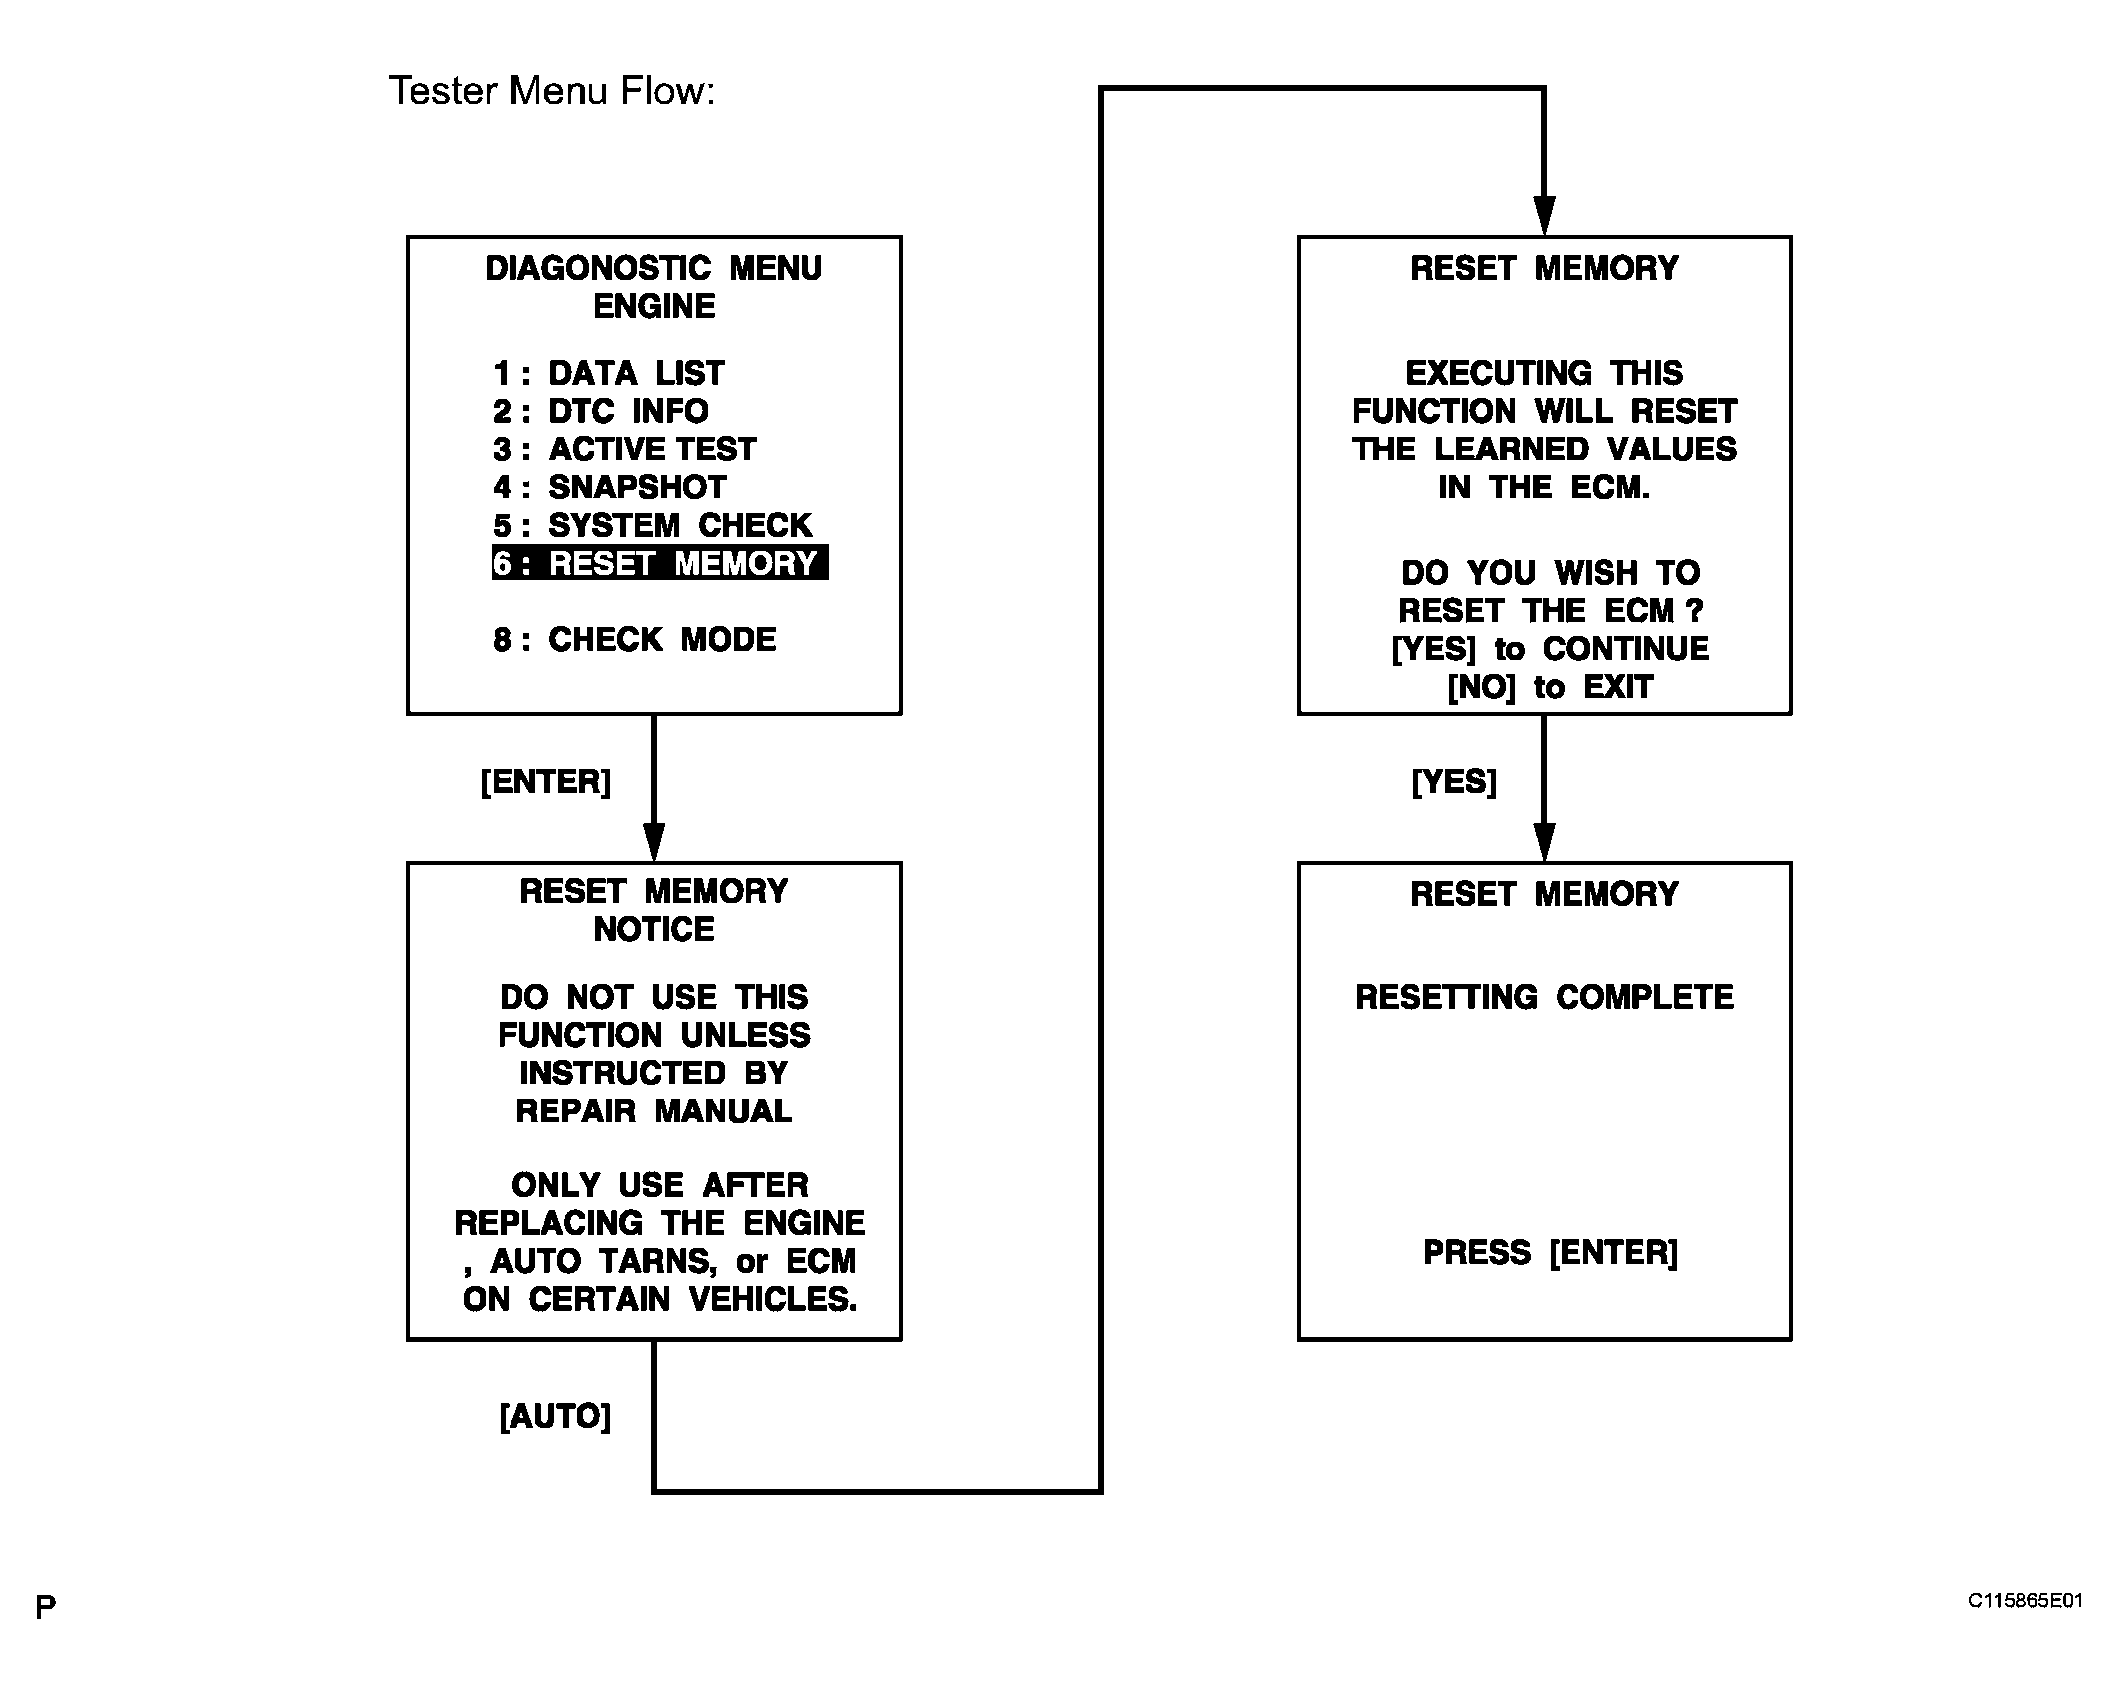 Tester Menu Flow:
DIAGONOSTIC MENU
ENGINE
1 : DATA LIST
2 : DTC INFO
3 : ACTIVE TEST
4 : SNAPSHOT
5 : SYSTEM CHECK
6 : RESET MEMORY
8 : CHECK MODE
[ENTER]
RESET MEMORY
NOTICE
DO NOT USE THIS
FUNCTION UNLESS
INSTRUCTED BY
REPAIR MANUAL
ONLY USE AFTER
REPLACING THE ENGINE
, AUTO TARNS, or ECM
ON CERTAIN VEHICLES.
[AUTO]
RESET MEMORY
EXECUTING THIS
FUNCTION WILL RESET
THE LEARNED VALUES
IN THE ECM.
DO YOU WISH TO
RESET THE ECM ?
[YES] to CONTINUE
[NO] to EXIT
[YES]
RESET MEMORY
RESETTING COMPLETE
PRESS [ENTER]
P
C115865E01